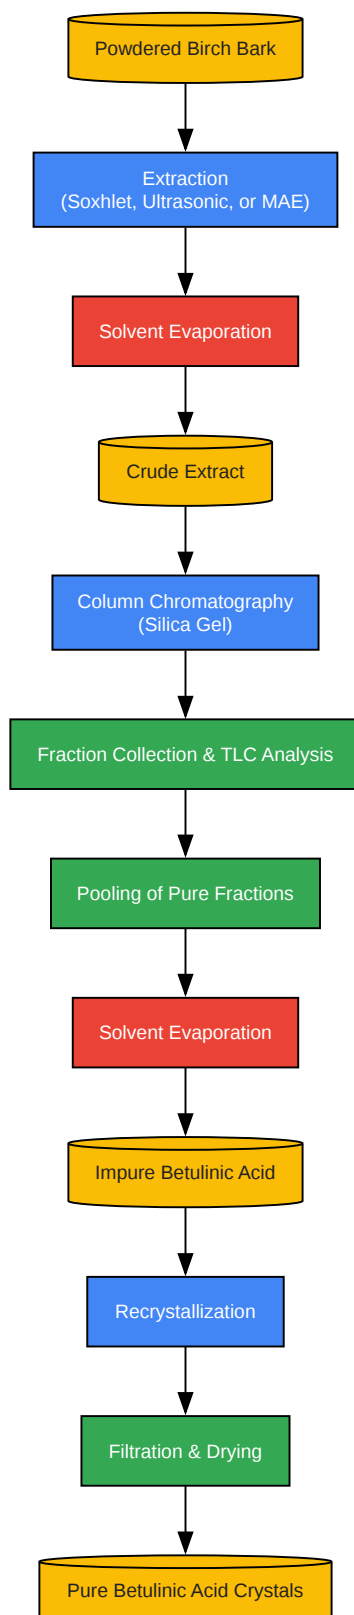 Powdered Birch Bark
Extraction
(Soxhlet, Ultrasonic, or MAE)
Solvent Evaporation
Crude Extract
Column Chromatography
(Silica Gel)
Fraction Collection & TLC Analysis
Pooling of Pure Fractions
Solvent Evaporation
Impure Betulinic Acid
Recrystallization
Filtration & Drying
Pure Betulinic Acid Crystals